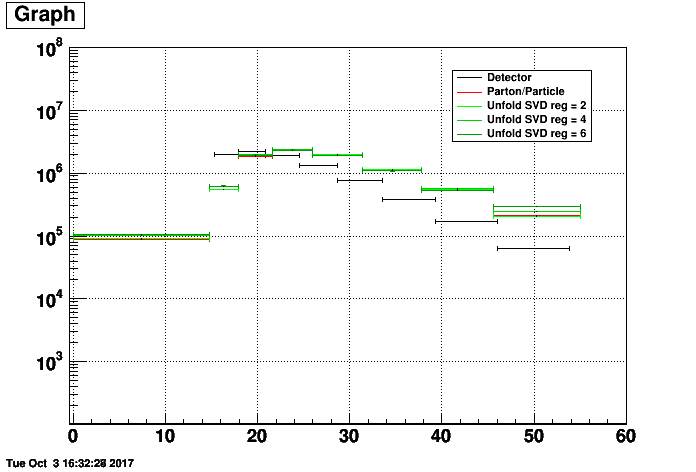 Graph
10^8
10^7
10^6
10^5
10^4
10^3
Detector
Parton/Particle
Unfold SVD reg = 2
Unfold SVD reg = 4
Unfold SVD reg = 6
0 10 20 30 40 50 60
Tue Oct 3 16:32: 2017